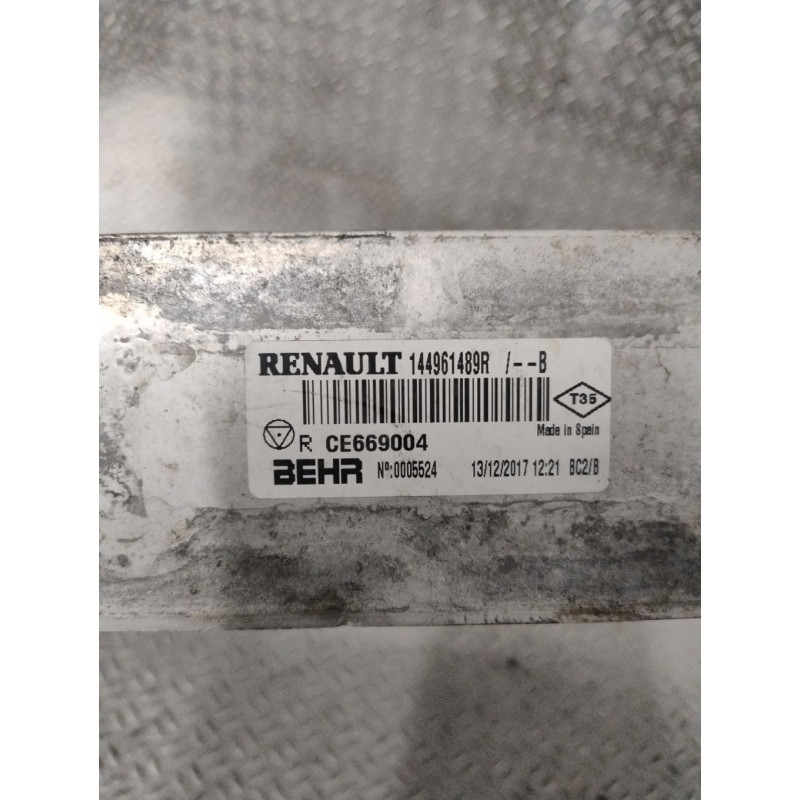 RENAULT 144961489R /--B
T35
Made in Spain
R CE669004
BEHR Nº:0005524 13/12/2017 12:21 BC2/B